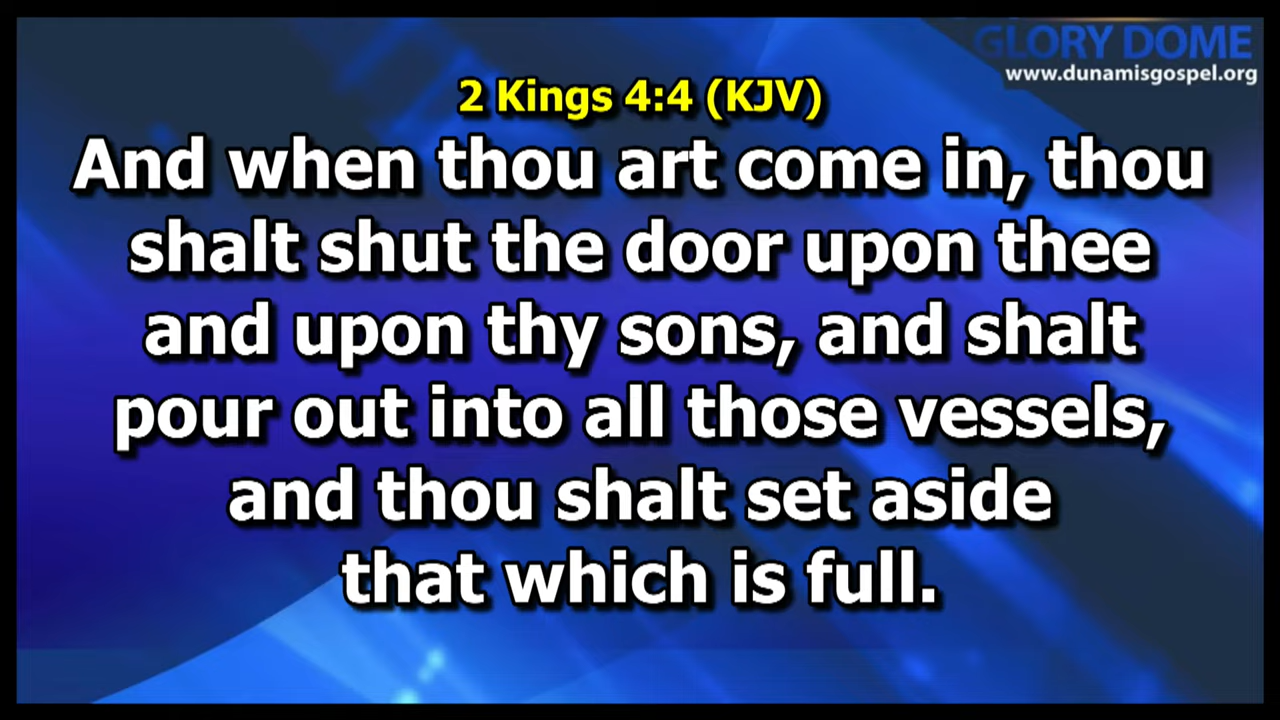 GLORY DOME
www.dunamisgospel.org
2 Kings 4:4 (KJV)
And when thou art come in, thou
shalt shut the door upon thee
and upon thy sons, and shalt
pour out into all those vessels,
and thou shalt set aside
that which is full.